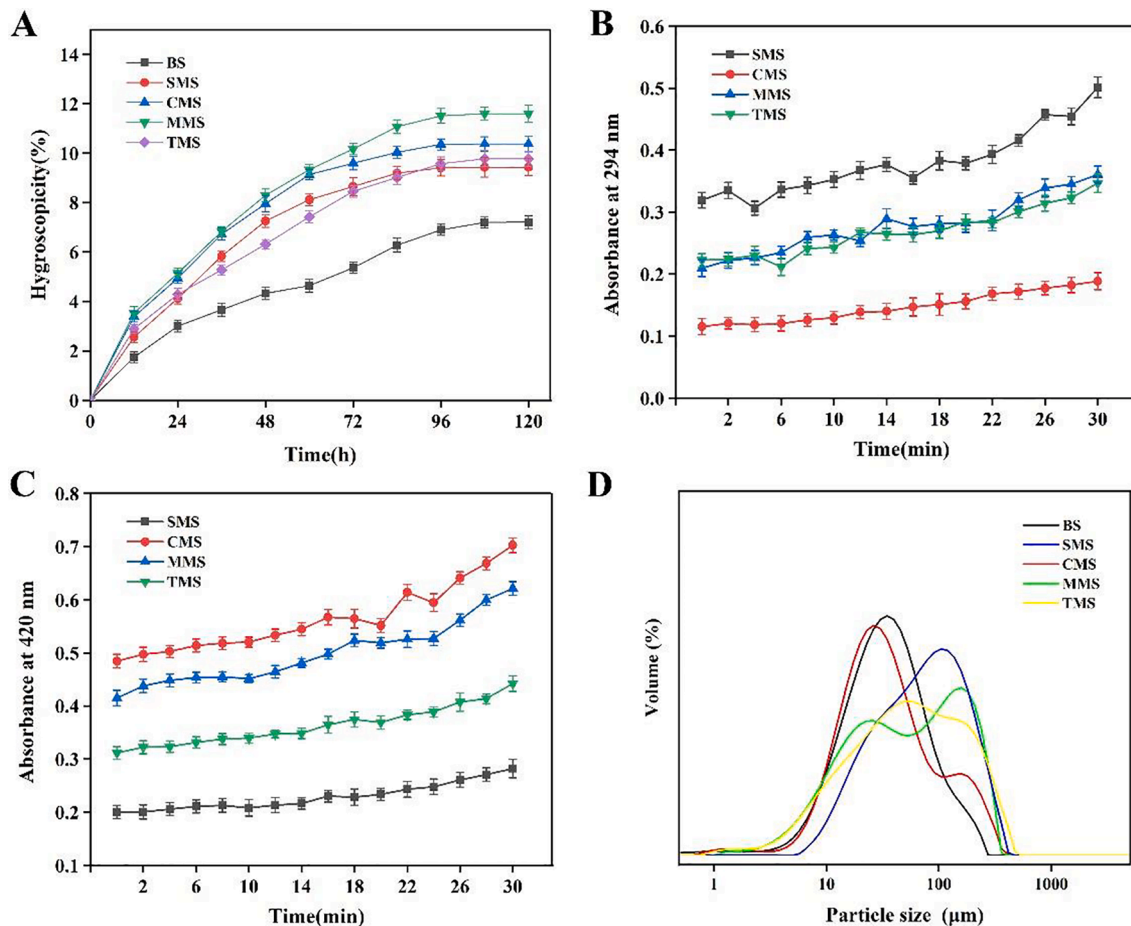 A
Hygroscopicity(%)
14
12
10
8
6
4
2
0
BS
SMS
CMS
MMS
TMS
0 24 48 72 96 120
Time(h)
B
Absorbance at 294 nm
0.6
0.5
0.4
0.3
0.2
0.1
0.0
SMS
CMS
MMS
TMS
2 6 10 14 18 22 26 30
Time(min)
C
Absorbance at 420 nm
0.8
0.7
0.6
0.5
0.4
0.3
0.2
0.1
SMS
CMS
MMS
TMS
2 6 10 14 18 22 26 30
Time(min)
D
Volume (%)
BS
SMS
CMS
MMS
TMS
1 10 100 1000
Particle size (μm)